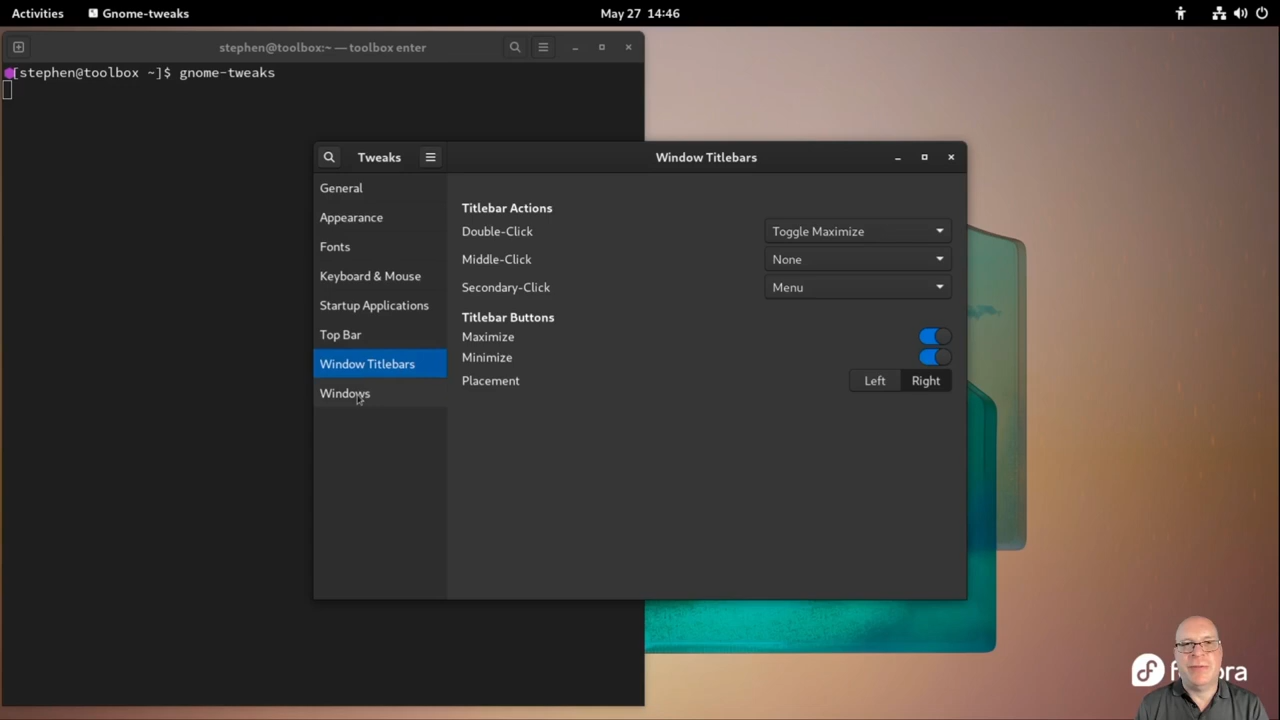 Activities Gnome-tweaks May 27 14:46
stephen@toolbox:~ — toolbox enter
[stephen@toolbox ~]$ gnome-tweaks
Tweaks Window Titlebars
General
Appearance
Fonts
Keyboard & Mouse
Startup Applications
Top Bar
Window Titlebars
Windows
Titlebar Actions
Double-Click Toggle Maximize
Middle-Click None
Secondary-Click Menu
Titlebar Buttons
Maximize
Minimize
Placement Left Right